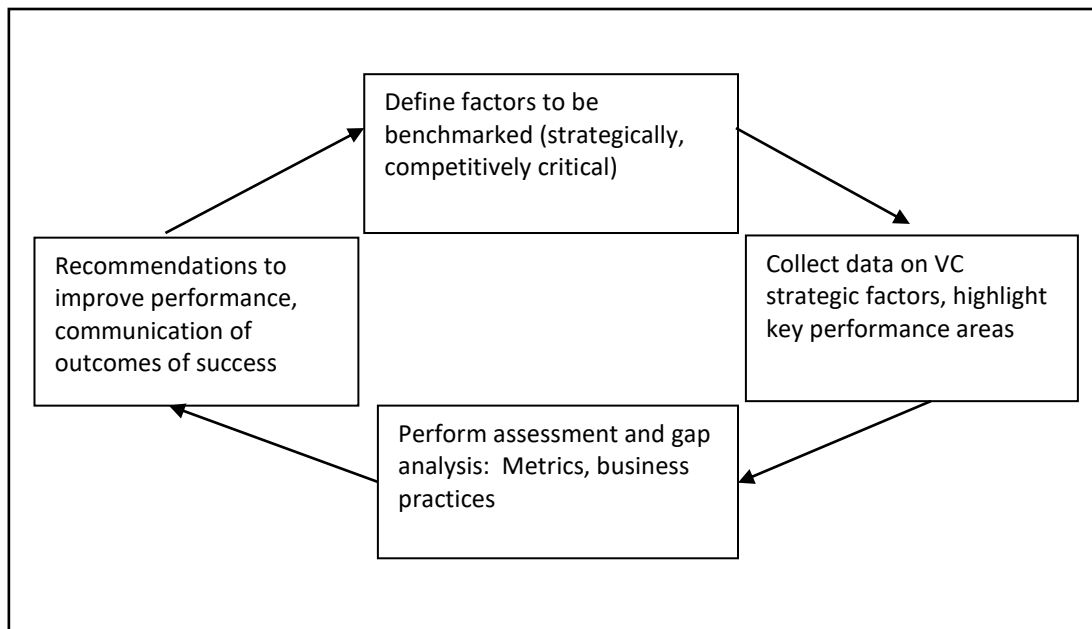 Define factors to be
benchmarked (strategically,
competitively critical)
Recommendations to
improve performance,
communication of
outcomes of success
Collect data on VC
strategic factors, highlight
key performance areas
Perform assessment and gap
analysis:  Metrics, business
practices